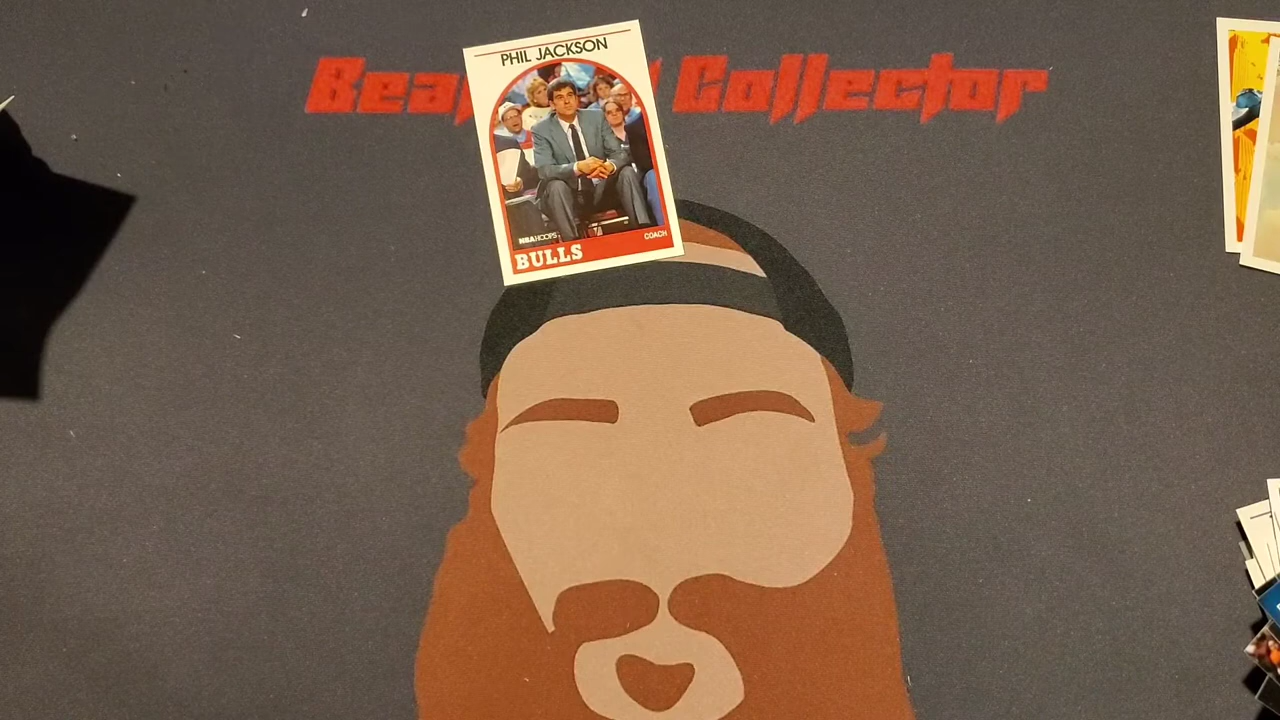 PHIL JACKSON
Collector
NBA HOOPS
COACH
BULLS